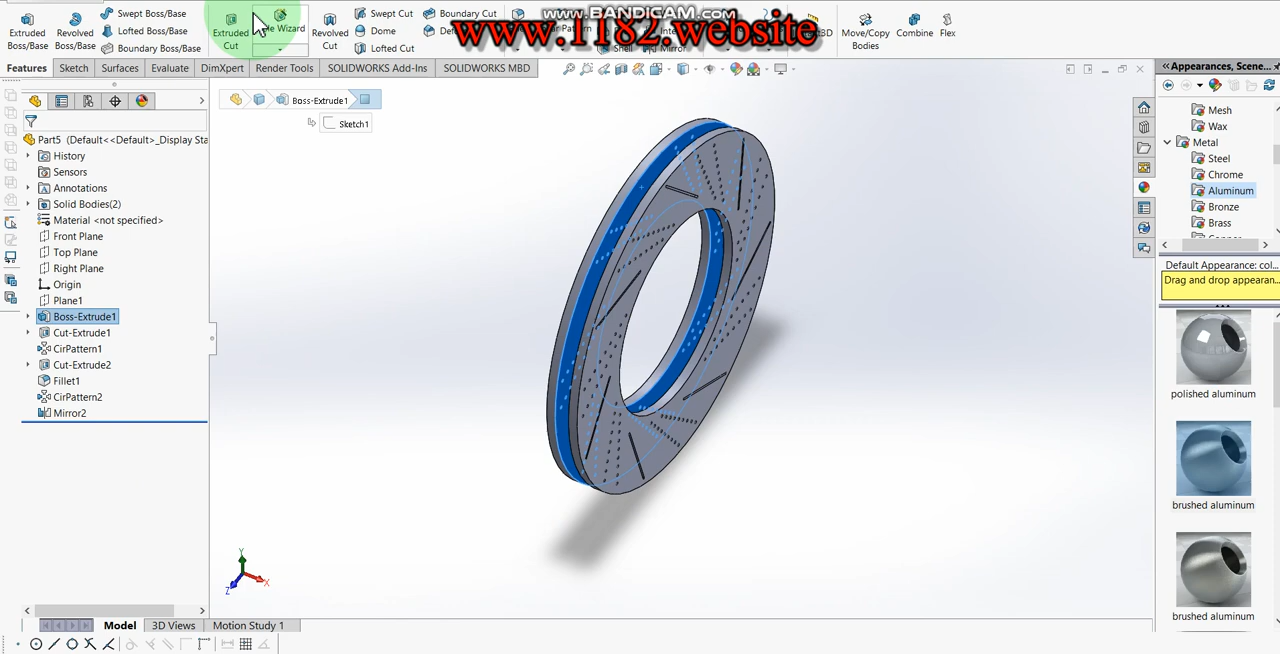 www.BANDICAM.com
www.1182.website
Extruded Boss/Base
Revolved Boss/Base
Swept Boss/Base
Lofted Boss/Base
Boundary Boss/Base
Extruded Cut
Wizard
Revolved Cut
Swept Cut
Dome
Lofted Cut
Boundary Cut
Shell
Mirror
Move/Copy Bodies
Combine
Flex
Features
Sketch
Surfaces
Evaluate
DimXpert
Render Tools
SOLIDWORKS Add-Ins
SOLIDWORKS MBD
Boss-Extrude1
Sketch1
Part5 (Default<<Default>_Display Sta
History
Sensors
Annotations
Solid Bodies(2)
Material <not specified>
Front Plane
Top Plane
Right Plane
Origin
Plane1
Boss-Extrude1
Cut-Extrude1
CirPattern1
Cut-Extrude2
Fillet1
CirPattern2
Mirror2
Y
X
Z
Model
3D Views
Motion Study 1
Appearances, Scene...
Mesh
Wax
Metal
Steel
Chrome
Aluminum
Bronze
Brass
Default Appearance: col...
Drag and drop appearan...
polished aluminum
brushed aluminum
brushed aluminum